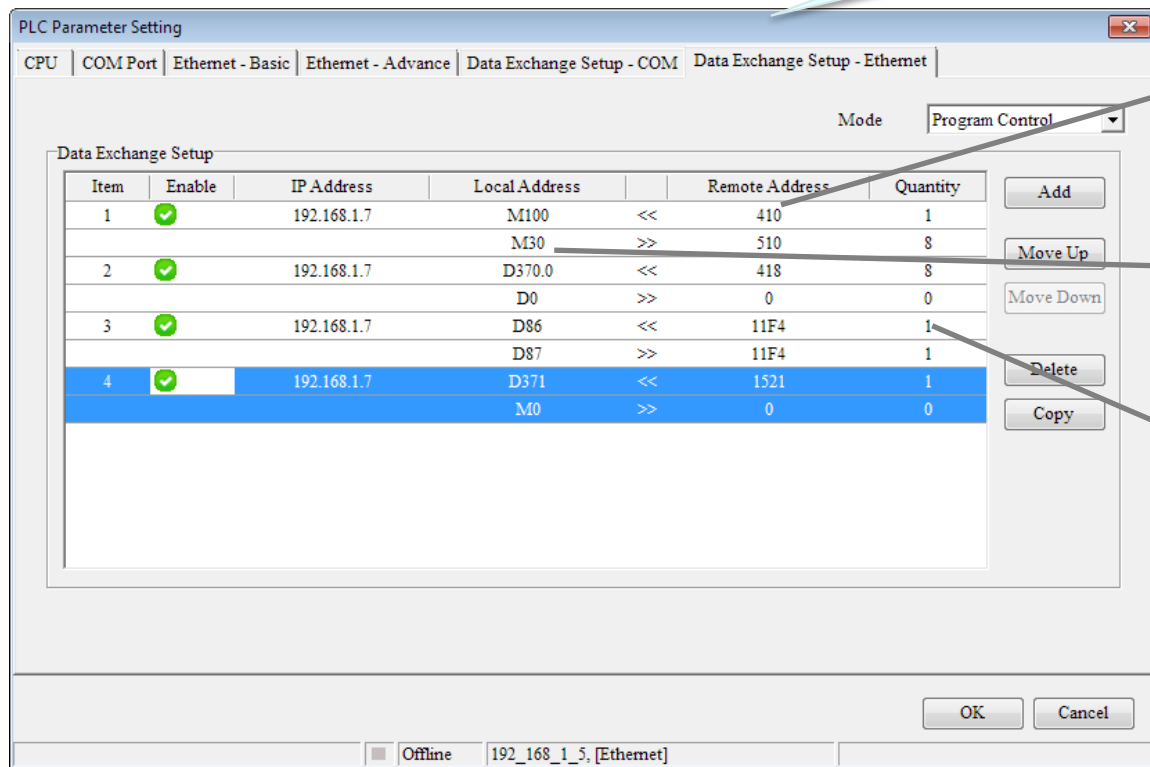 PLC Parameter Setting
CPU COM Port Ethernet - Basic Ethernet - Advance Data Exchange Setup - COM Data Exchange Setup - Ethernet
Mode Program Control
Data Exchange Setup
Item Enable IP Address Local Address Remote Address Quantity
1 192.168.1.7 M100 << 410 1
M30 >> 510 8
2 192.168.1.7 D370.0 << 418 8
D0 >> 0 0
3 192.168.1.7 D86 << 11F4 1
D87 >> 11F4 1
4 192.168.1.7 D371 << 1521 1
M0 >> 0 0
Add
Move Up
Move Down
Delete
Copy
OK Cancel
Offline 192_168_1_5, [Ethernet]